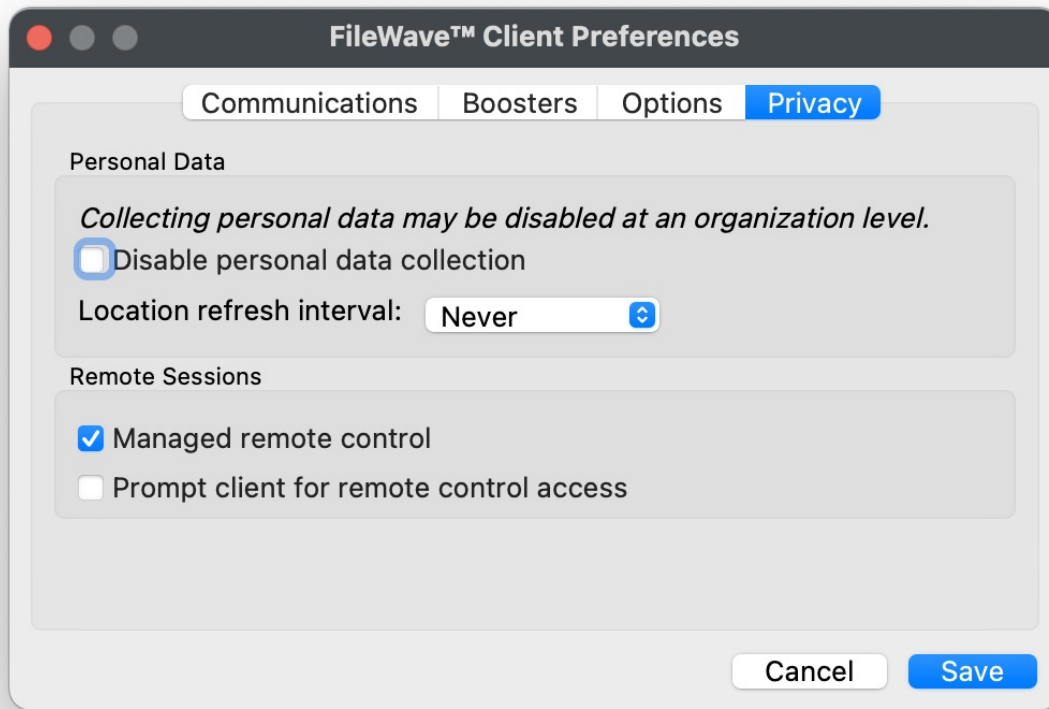 FileWave™ Client Preferences
Communications Boosters Options Privacy
Personal Data
Collecting personal data may be disabled at an organization level.
Disable personal data collection
Location refresh interval: Never
Remote Sessions
Managed remote control
Prompt client for remote control access
Cancel Save